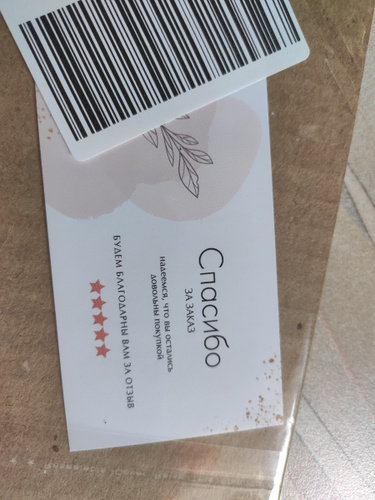 Спасибо
ЗА ЗАКАЗ
надеемся, что вы остались
довольны покупкой
БУДЕМ БЛАГОДАРНЫ ВАМ ЗА ОТЗЫВ